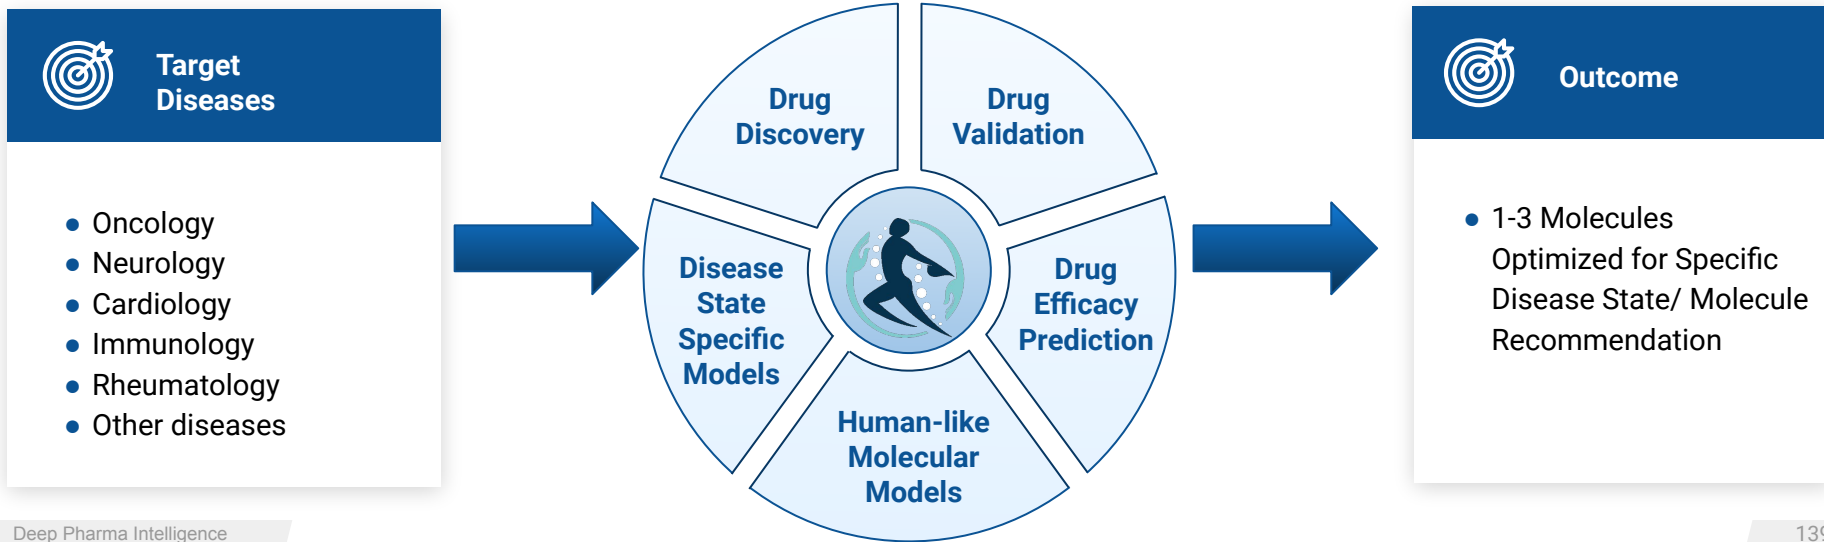 Target
Diseases
Oncology
Neurology
Cardiology
Immunology
Rheumatology
Other diseases
Drug
Discovery
Drug
Validation
Disease
State
Specific
Models
Drug
Efficacy
Prediction
Human-like
Molecular
Models
Outcome
1-3 Molecules
Optimized for Specific
Disease State/ Molecule
Recommendation
Deep Pharma Intelligence
139